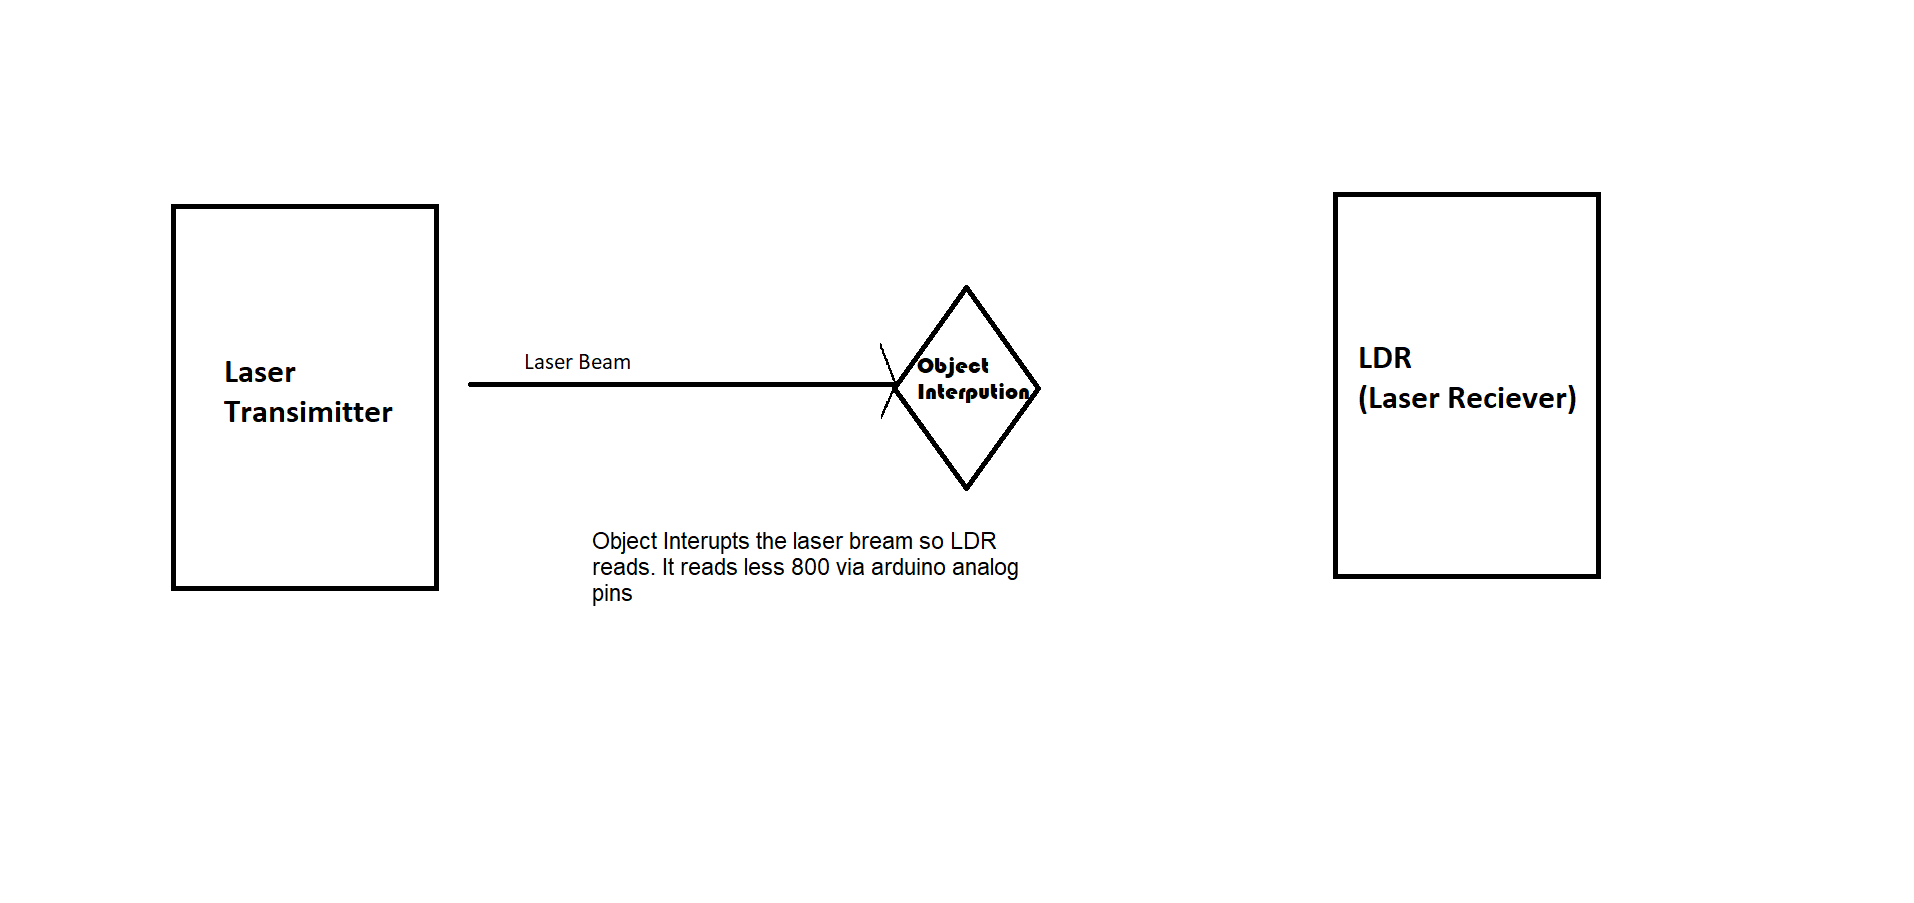 Laser
Transimitter
Laser Beam
Object
Interpution
LDR
(Laser Reciever)
Object Interupts the laser bream so LDR
reads. It reads less 800 via arduino analog
pins